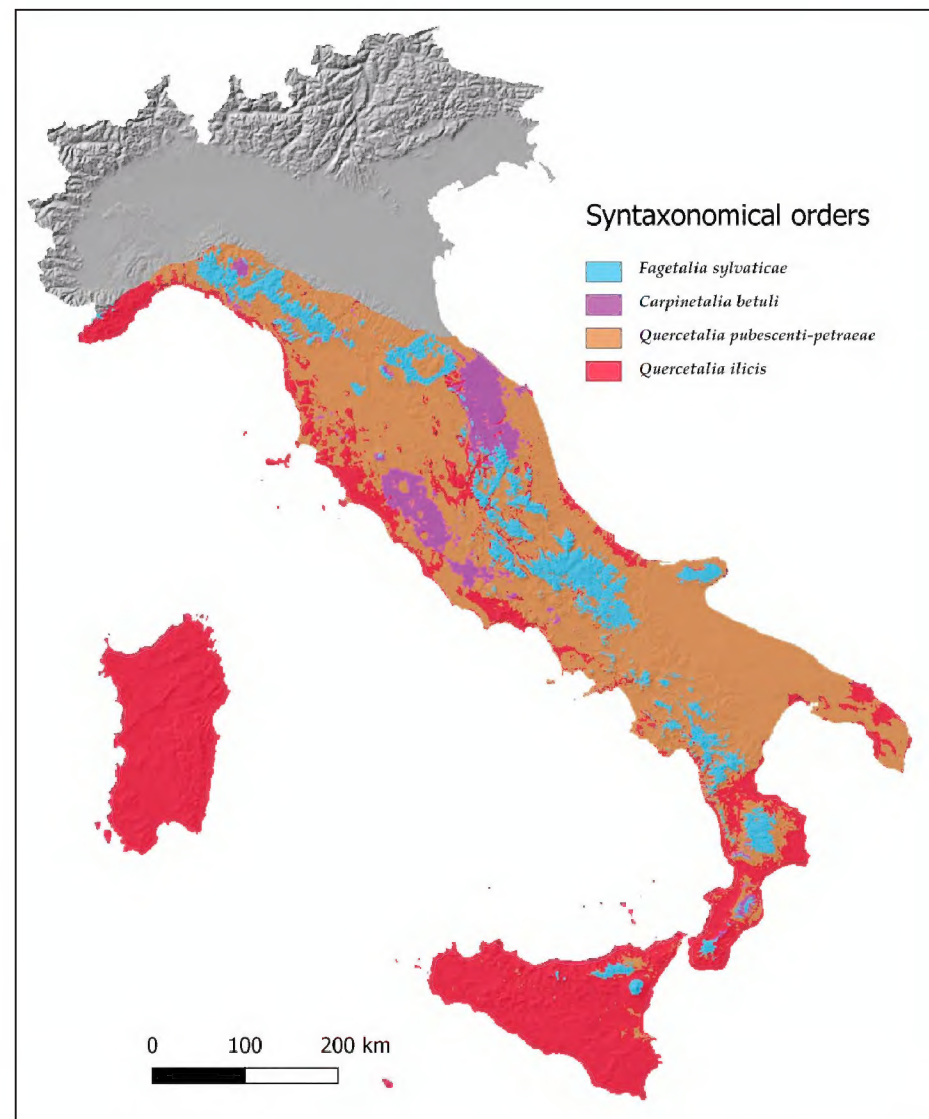 Syntaxonomical orders
Fagetalia sylvaticae
Carpinetalia betuli
Quercetalia pubescenti-petraeae
Quercetalia ilicis
0 100 200 km